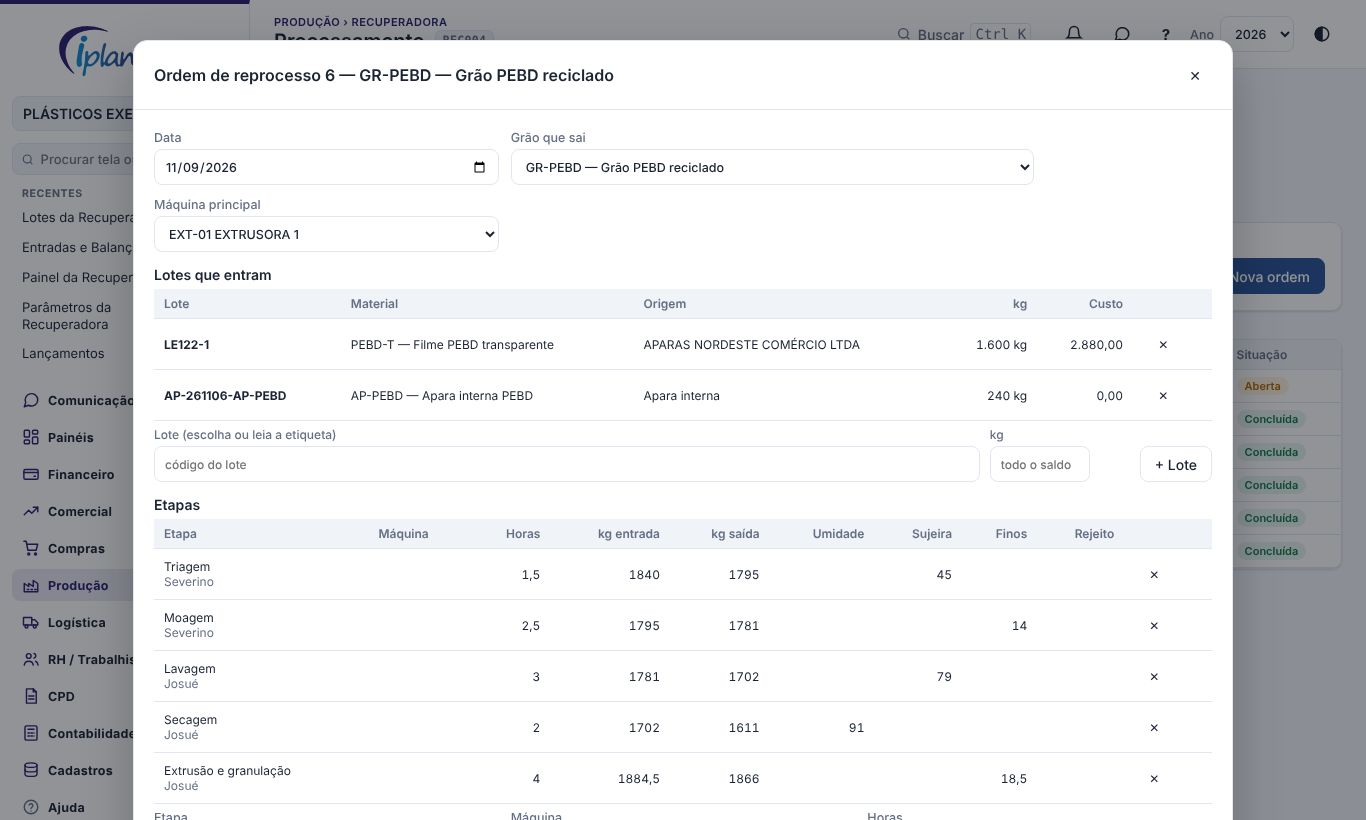 PRODUÇÃO › RECUPERADORA
Processamento REC004
Buscar Ctrl K
? Ano 2026
iplan
PLÁSTICOS EXE
Procurar tela o
RECENTES
Lotes da Recupera
Entradas e Balanç
Painel da Recuper
Parâmetros da
Recuperadora
Lançamentos
Comunicação
Painéis
Financeiro
Comercial
Compras
Produção
Logística
RH / Trabalhis
CPD
Contabilidade
Cadastros
Ajuda
Ordem de reprocesso 6 — GR-PEBD — Grão PEBD reciclado ×
Data Grão que sai
11/09/2026 GR-PEBD — Grão PEBD reciclado
Máquina principal
EXT-01 EXTRUSORA 1
Lotes que entram
Lote Material Origem kg Custo
LE122-1 PEBD-T — Filme PEBD transparente APARAS NORDESTE COMÉRCIO LTDA 1.600 kg 2.880,00 ×
AP-261106-AP-PEBD AP-PEBD — Apara interna PEBD Apara interna 240 kg 0,00 ×
Lote (escolha ou leia a etiqueta) kg
código do lote todo o saldo + Lote
Etapas
Etapa Máquina Horas kg entrada kg saída Umidade Sujeira Finos Rejeito
Triagem 1,5 1840 1795 45 ×
Severino
Moagem 2,5 1795 1781 14 ×
Severino
Lavagem 3 1781 1702 79 ×
Josué
Secagem 2 1702 1611 91 ×
Josué
Extrusão e granulação 4 1884,5 1866 18,5 ×
Josué
Etapa Máquina Horas
Nova ordem
Situação
Aberta
Concluída
Concluída
Concluída
Concluída
Concluída